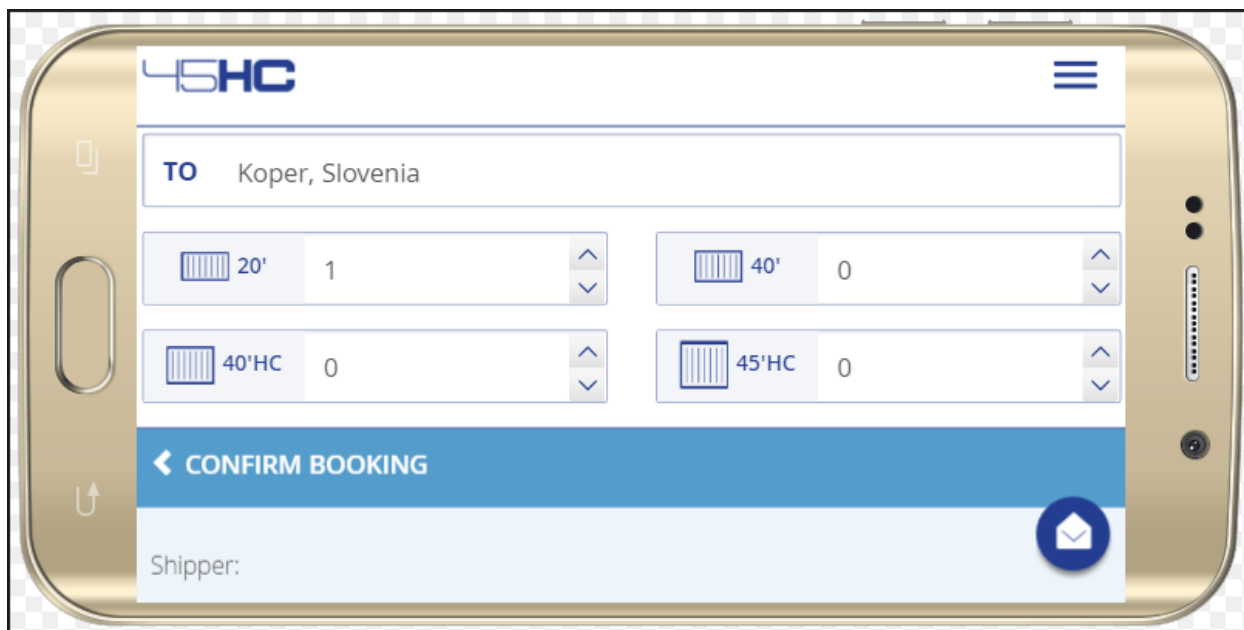 45HC
TO Koper, Slovenia
20' 1 40' 0
40'HC 0 45'HC 0
CONFIRM BOOKING
Shipper: